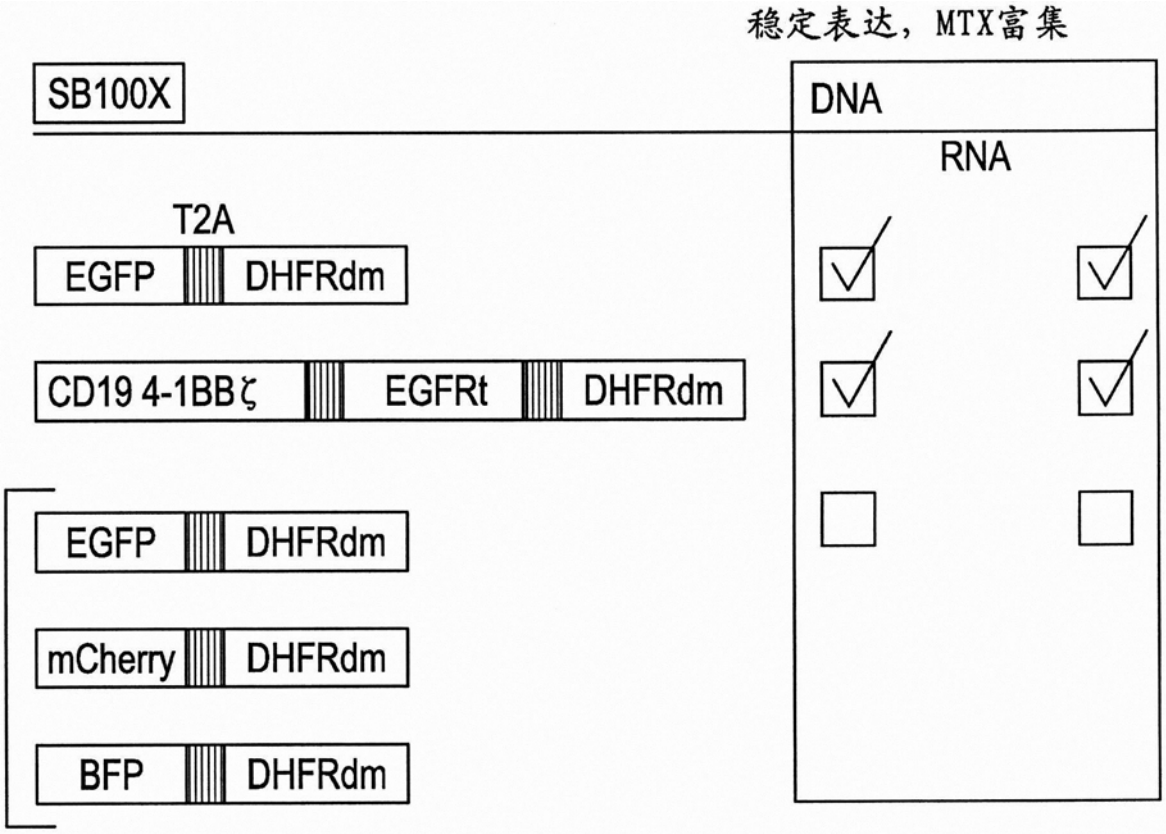 稳定表达，MTX富集
SB100X
DNA
RNA
T2A
EGFP DHFRdm
CD19 4-1BBζ EGFRt DHFRdm
EGFP DHFRdm
mCherry DHFRdm
BFP DHFRdm